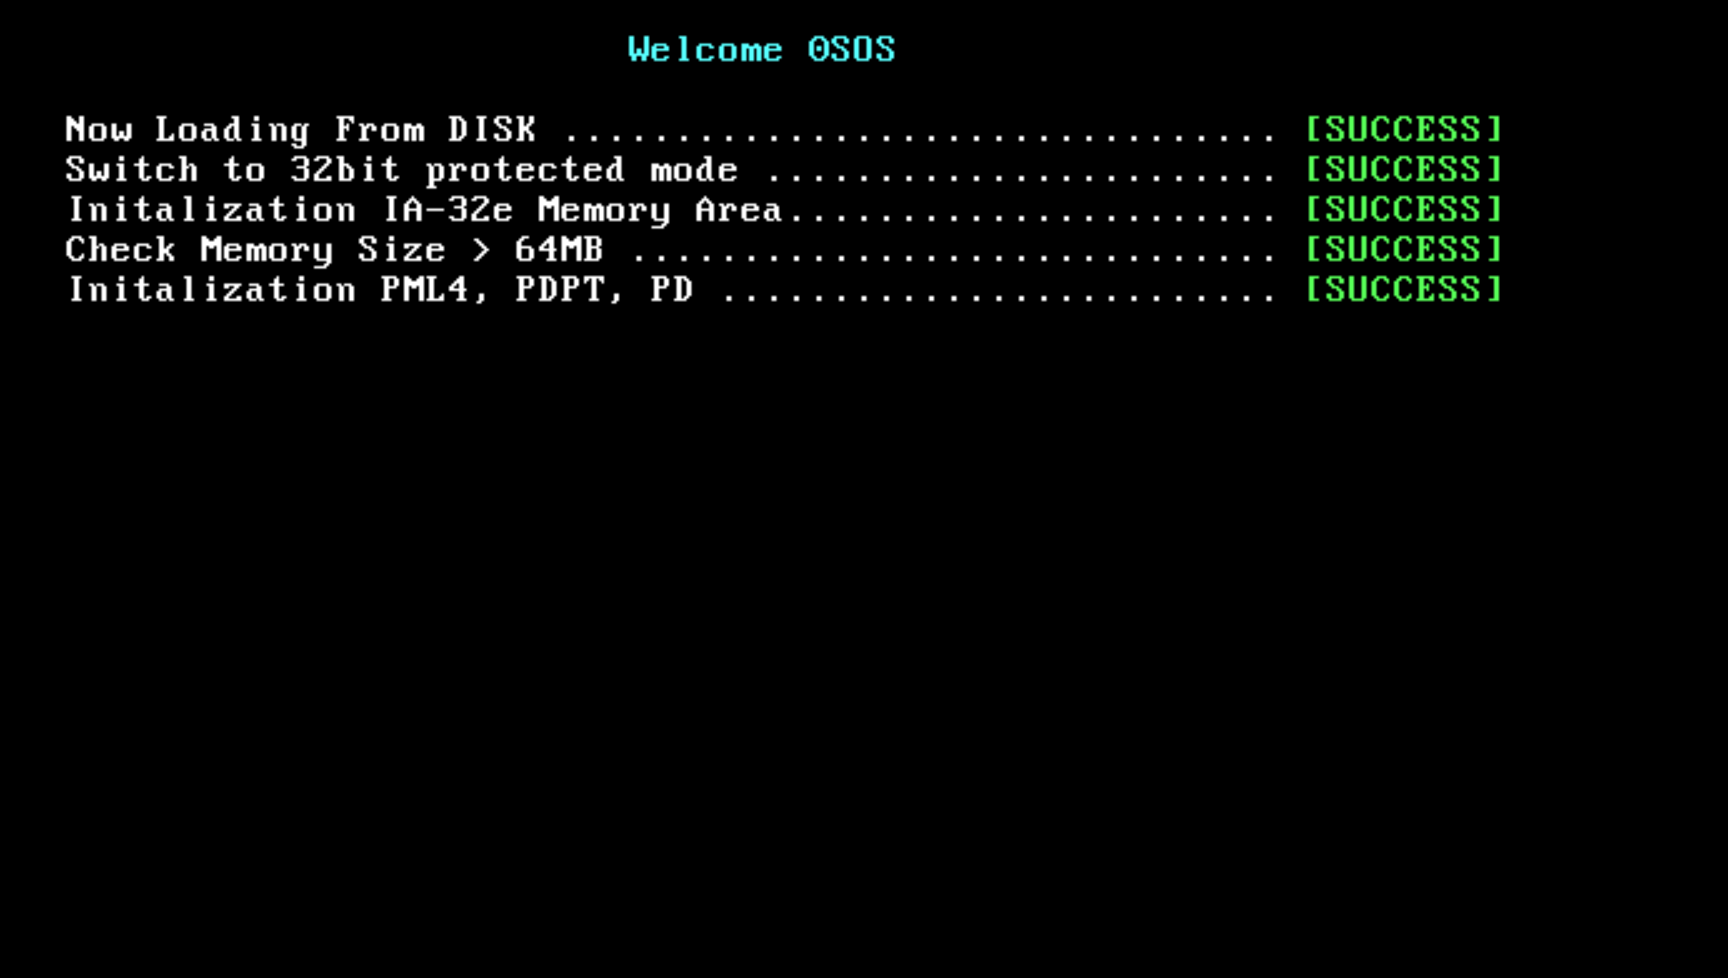 Welcome 0SOS
Now Loading From DISK ................................ [SUCCESS]
Switch to 32bit protected mode ....................... [SUCCESS]
Initalization IA-32e Memory Area...................... [SUCCESS]
Check Memory Size > 64MB ............................. [SUCCESS]
Initalization PML4, PDPT, PD ......................... [SUCCESS]